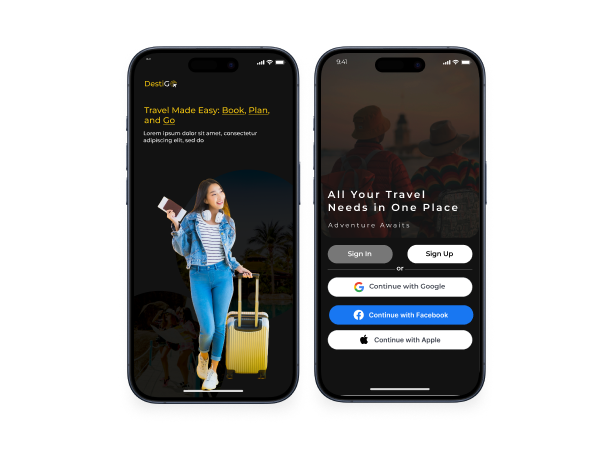 DestiGo
Travel Made Easy: Book, Plan,
and Go
Lorem ipsum dolor sit amet, consectetur
adipiscing elit, sed do
9:41
All Your Travel
Needs in One Place
Adventure Awaits
Sign In
Sign Up
or
Continue with Google
Continue with Facebook
Continue with Apple